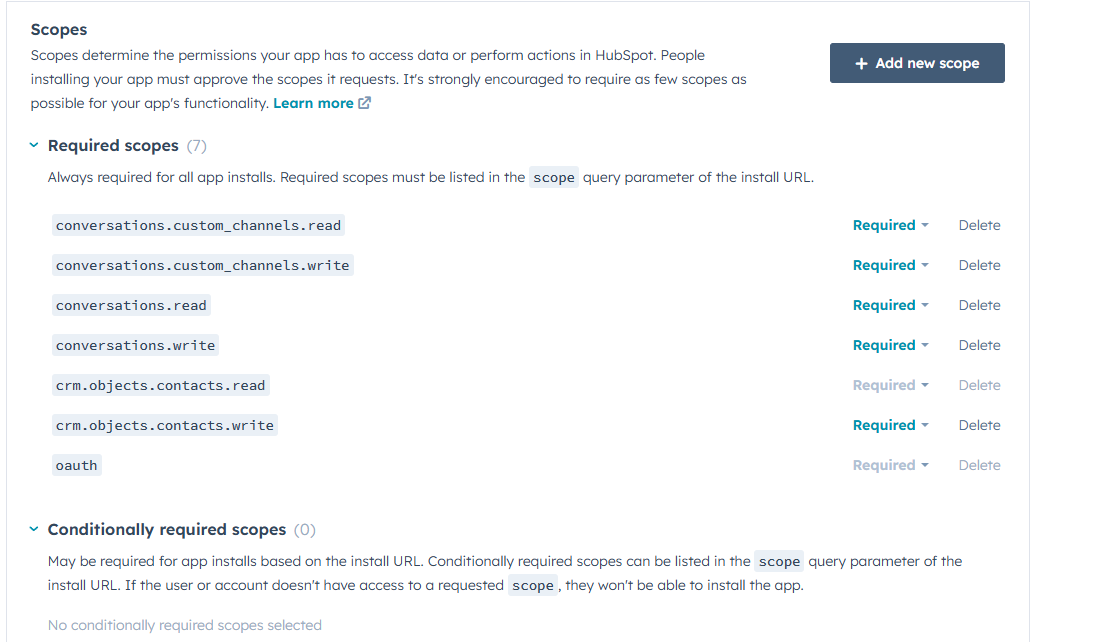 Scopes
Scopes determine the permissions your app has to access data or perform actions in HubSpot. People
installing your app must approve the scopes it requests. It's strongly encouraged to require as few scopes as
possible for your app's functionality. Learn more
+ Add new scope
Required scopes (7)
Always required for all app installs. Required scopes must be listed in the scope query parameter of the install URL.
conversations.custom_channels.read Required Delete
conversations.custom_channels.write Required Delete
conversations.read Required Delete
conversations.write Required Delete
crm.objects.contacts.read Required Delete
crm.objects.contacts.write Required Delete
oauth Required Delete
Conditionally required scopes (0)
May be required for app installs based on the install URL. Conditionally required scopes can be listed in the scope query parameter of the
install URL. If the user or account doesn't have access to a requested scope, they won't be able to install the app.
No conditionally required scopes selected